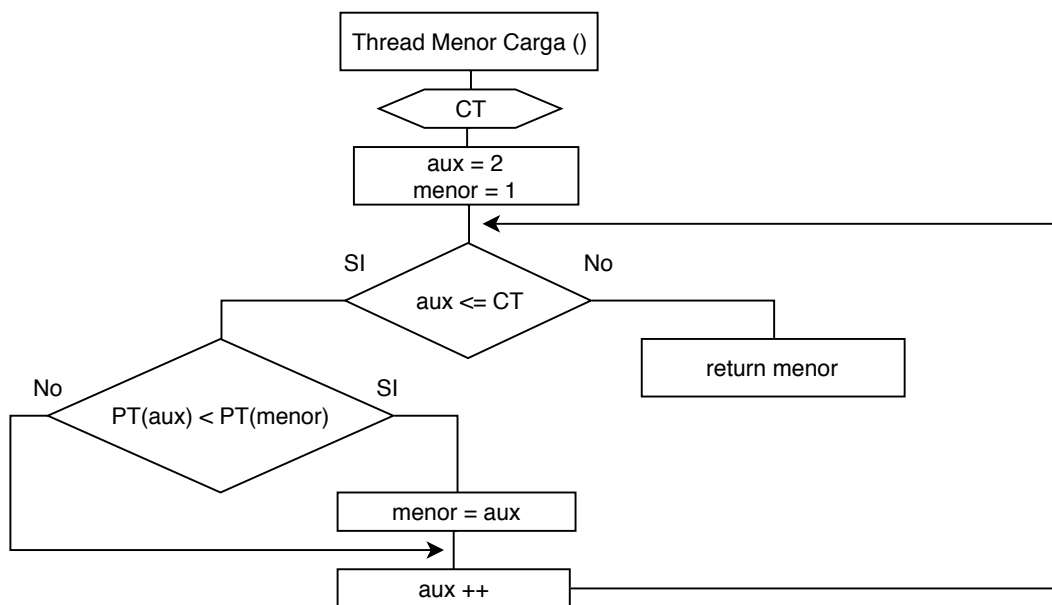 Thread Menor Carga ()
CT
aux = 2
menor = 1
SI
No
aux <= CT
return menor
No
SI
PT(aux) < PT(menor)
menor = aux
aux ++